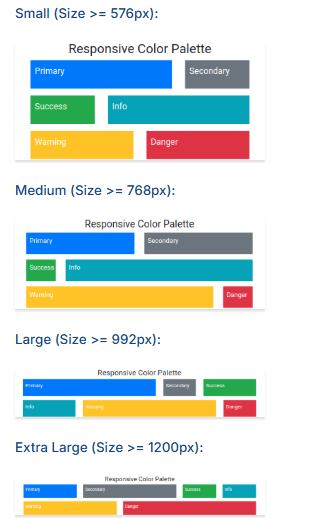 Small (Size >= 576px):
Responsive Color Palette
Primary Secondary
Success Info
Warning Danger
Medium (Size >= 768px):
Responsive Color Palette
Primary Secondary
Success Info
Warning Danger
Large (Size >= 992px):
Responsive Color Palette
Primary Secondary Success
Info Warning Danger
Extra Large (Size >= 1200px):
Responsive Color Palette
Primary Secondary Success Info
Warning Danger